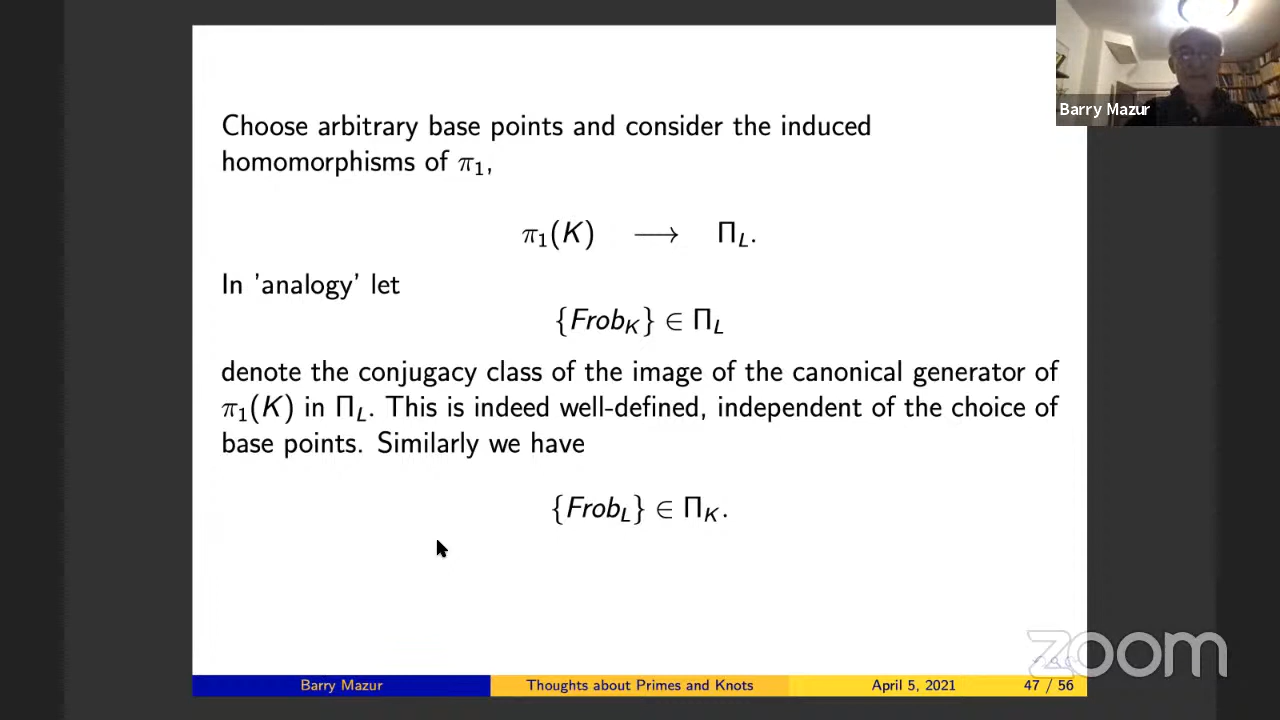 Barry Mazur
Choose arbitrary base points and consider the induced
homomorphisms of π₁,
π₁(K) ⟶ Π_L.
In 'analogy' let
{Frob_K} ∈ Π_L
denote the conjugacy class of the image of the canonical generator of
π₁(K) in Π_L. This is indeed well-defined, independent of the choice of
base points. Similarly we have
{Frob_L} ∈ Π_K.
zoom
Barry Mazur Thoughts about Primes and Knots April 5, 2021 47 / 56